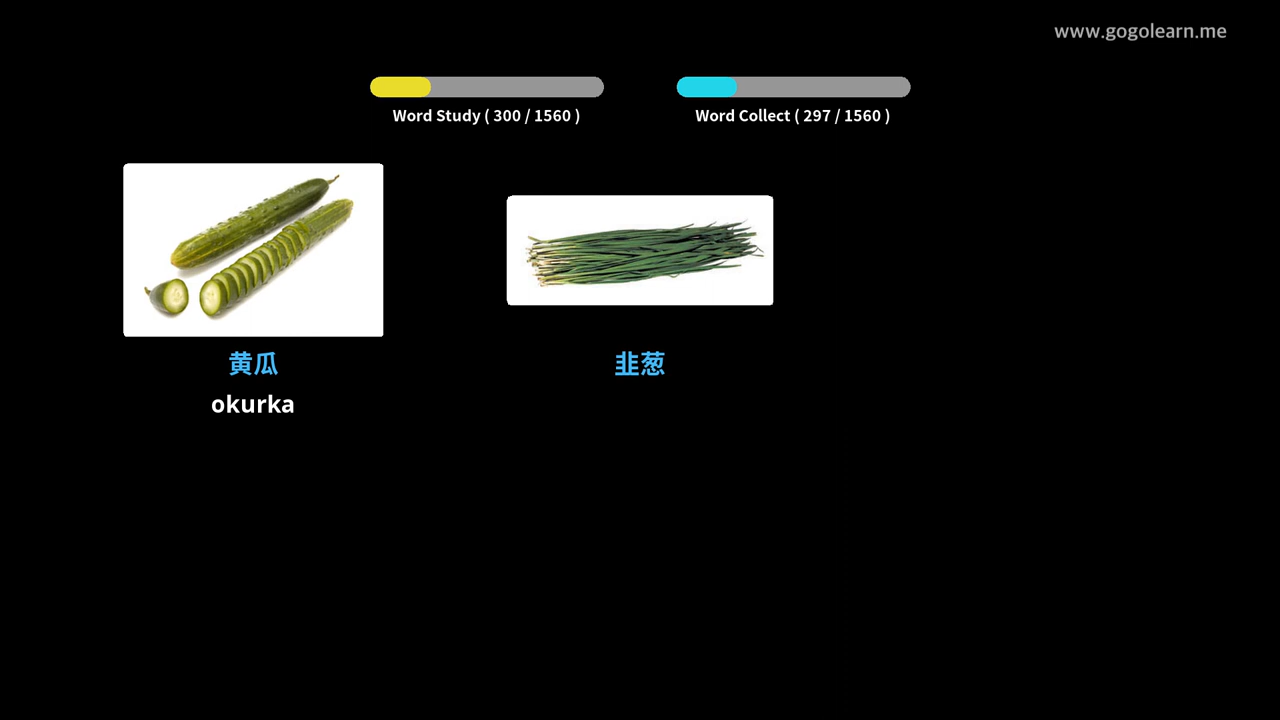 www.gogolearn.me
Word Study ( 300 / 1560 )
Word Collect ( 297 / 1560 )
黄瓜
韭葱
okurka